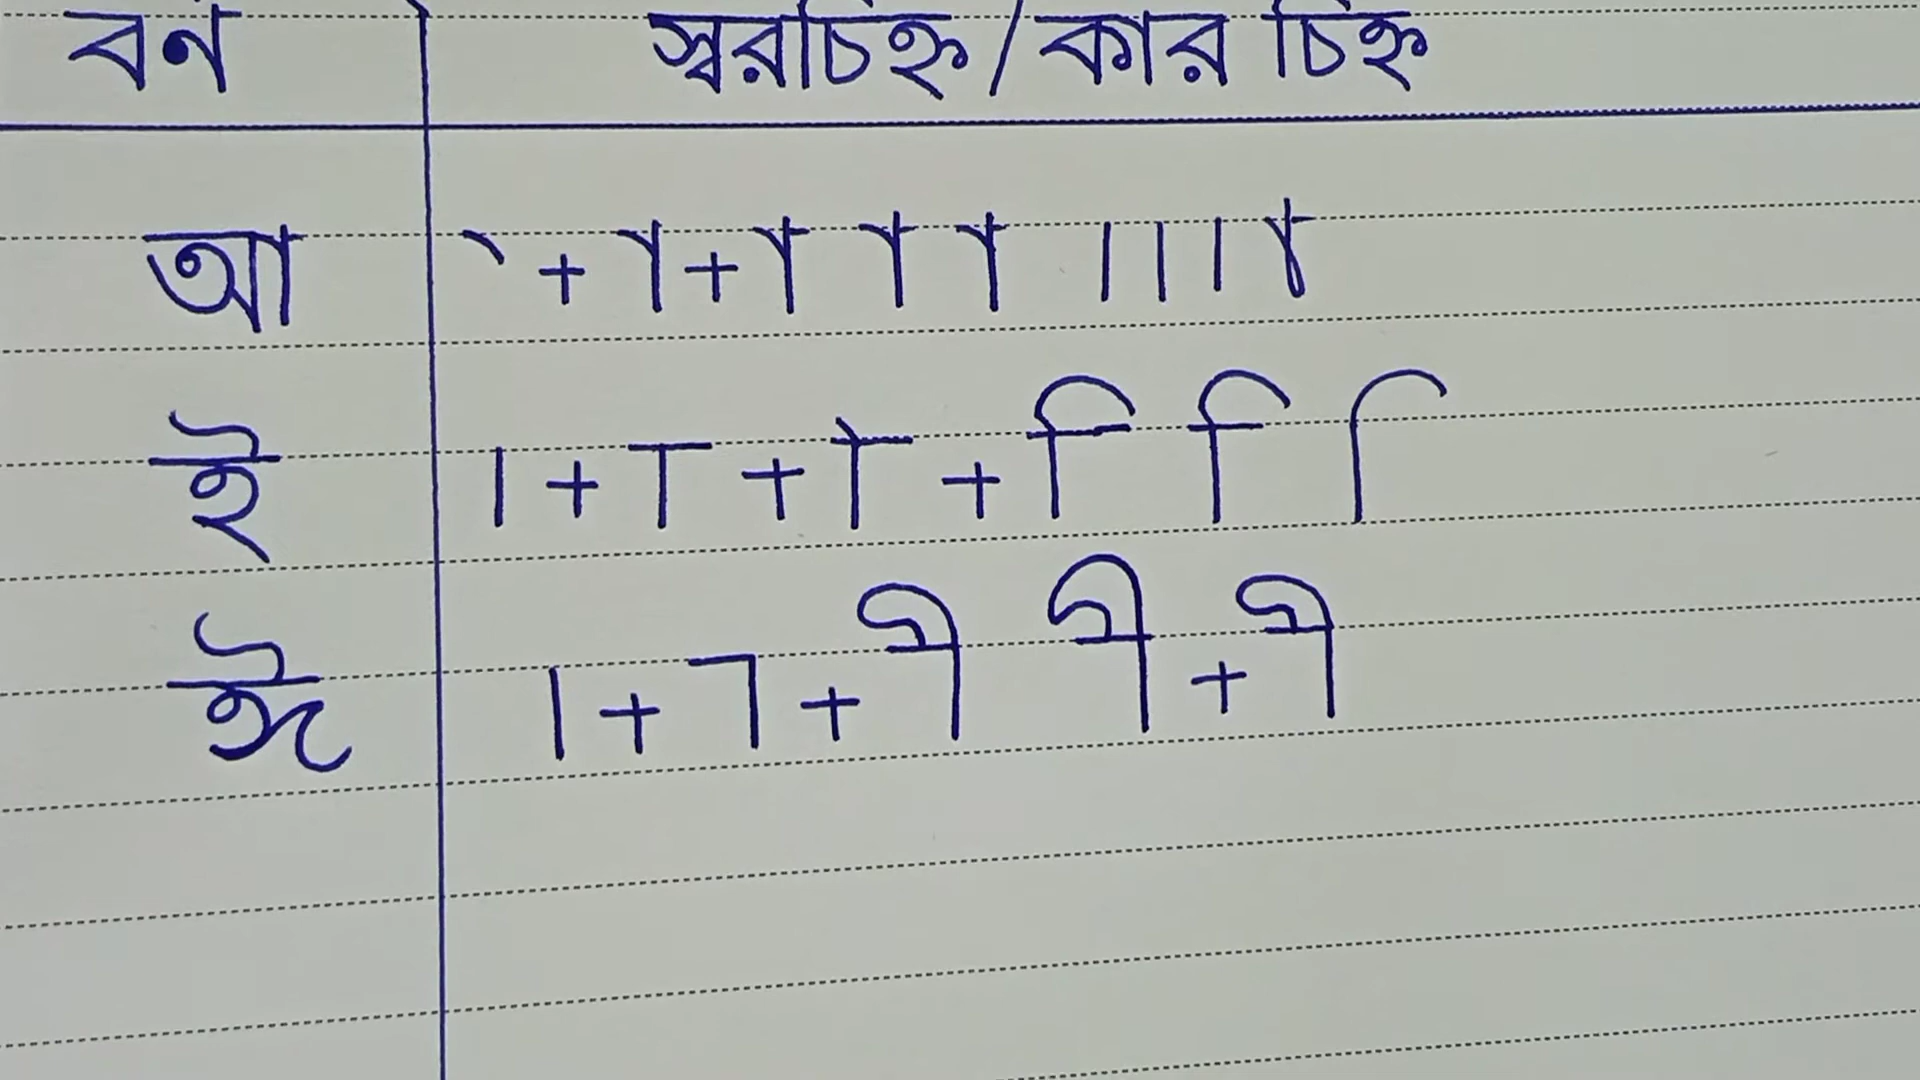 বর্ণ স্বরচিহ্ন/কার চিহ্ন
আ ` + া + া া া ।।। া
ই । + T + T + ি ি ি
ঈ । + ণ + ী ী + ী